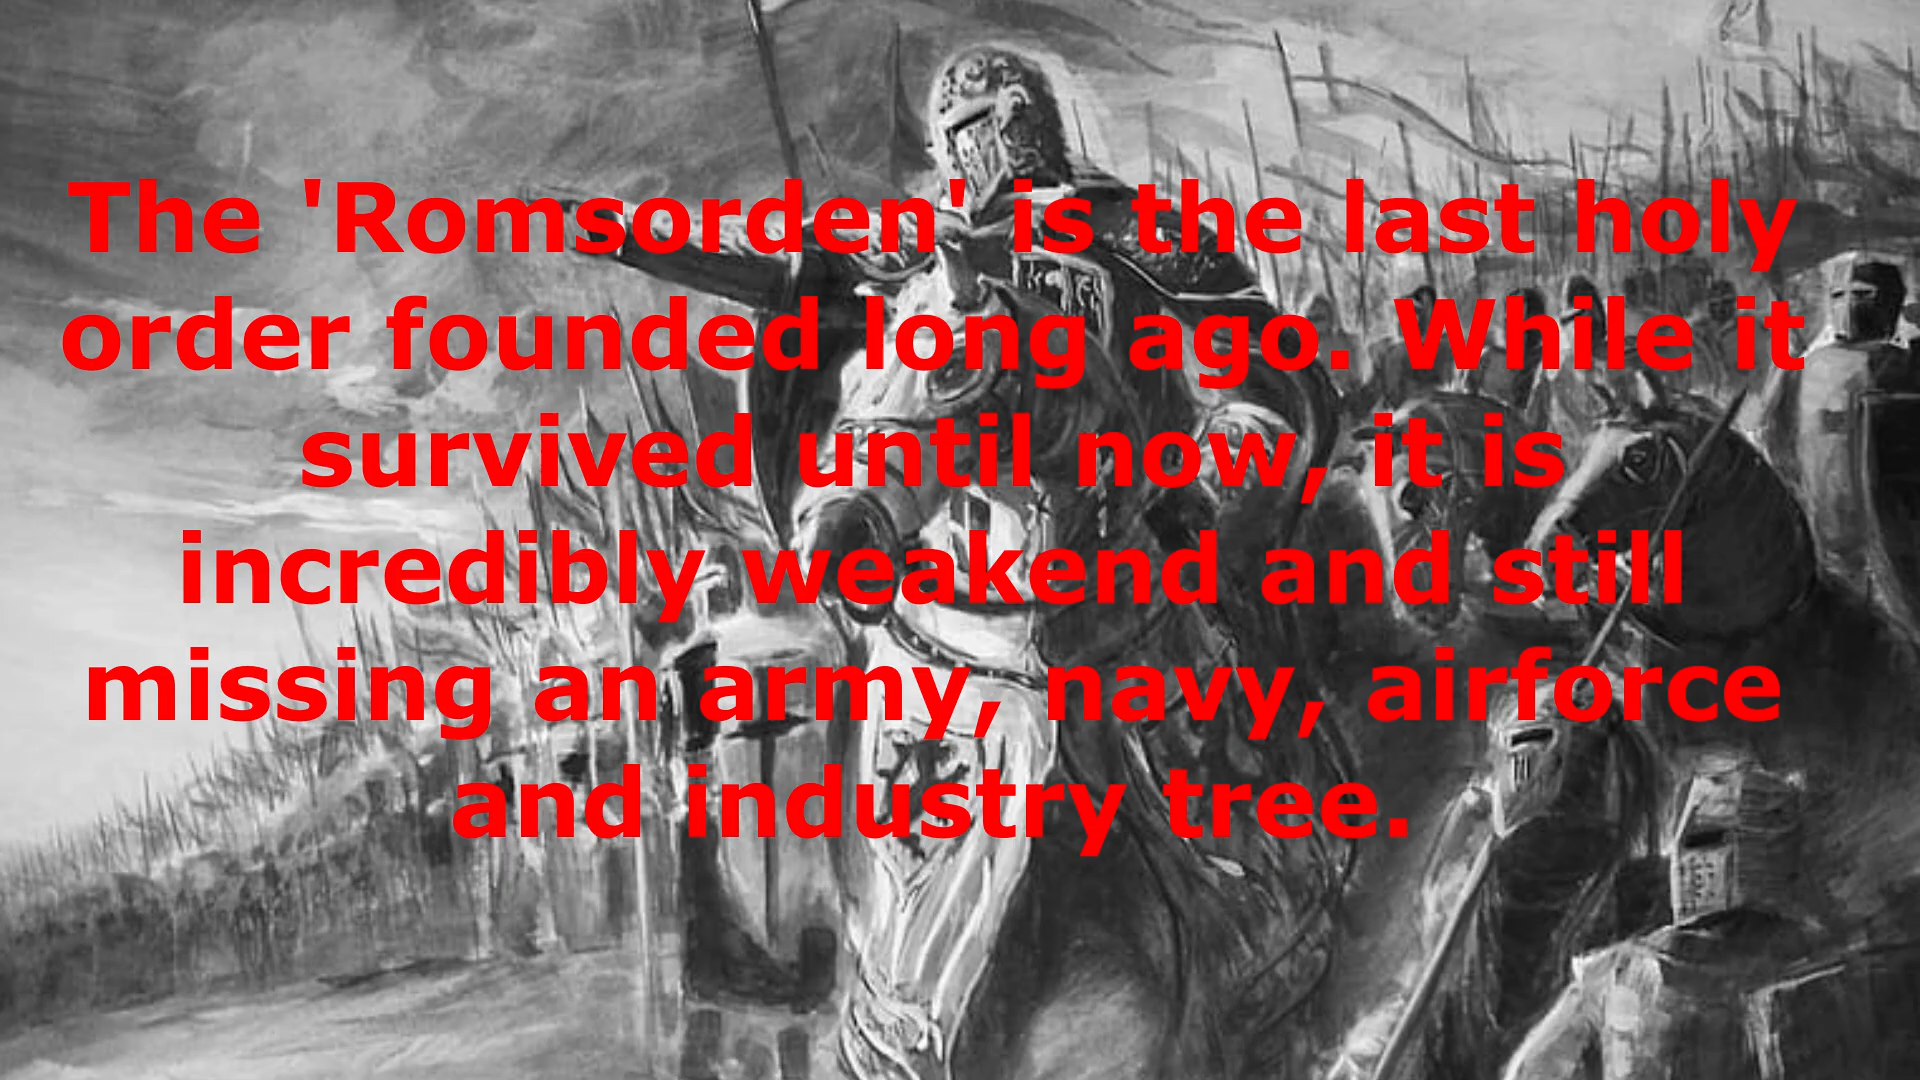 The 'Romsorden' is the last holy
order founded long ago. While it
survived until now, it is
incredibly weakend and still
missing an army, navy, airforce
and industry tree.